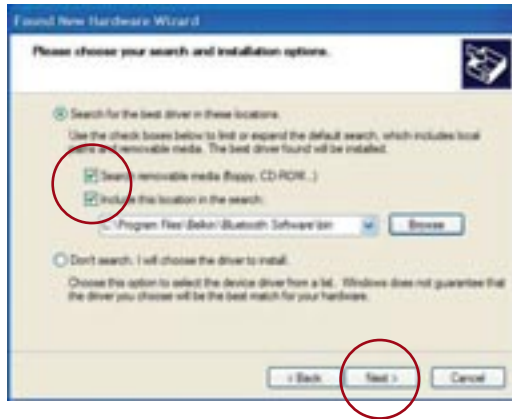 Found New Hardware Wizard
Please choose your search and installation options.
Search for the best driver in these locations.
Use the check boxes below to limit or expand the default search, which includes local
paths and removable media. The best driver found will be installed.
Search removable media (floppy, CD-ROM...)
Include this location in the search:
C:\Program Files\Belkin\Bluetooth Software\bin
Browse
Don't search. I will choose the driver to install.
Choose this option to select the device driver from a list. Windows does not guarantee that
the driver you choose will be the best match for your hardware.
< Back
Next >
Cancel